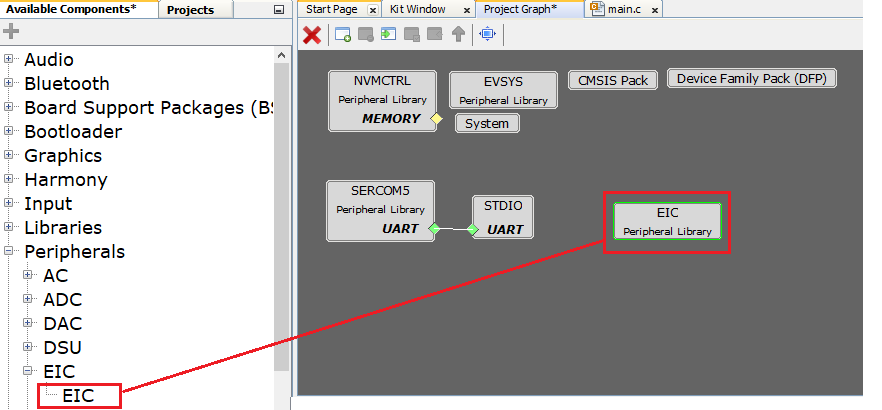 Available Components*
Projects
Start Page
Kit Window
Project Graph*
main.c
Audio
Bluetooth
Board Support Packages (BS
Bootloader
Graphics
Harmony
Input
Libraries
Peripherals
AC
ADC
DAC
DSU
EIC
EIC
NVMCTRL
Peripheral Library
MEMORY
EVSYS
Peripheral Library
System
CMSIS Pack
Device Family Pack (DFP)
SERCOM5
Peripheral Library
UART
STDIO
UART
EIC
Peripheral Library